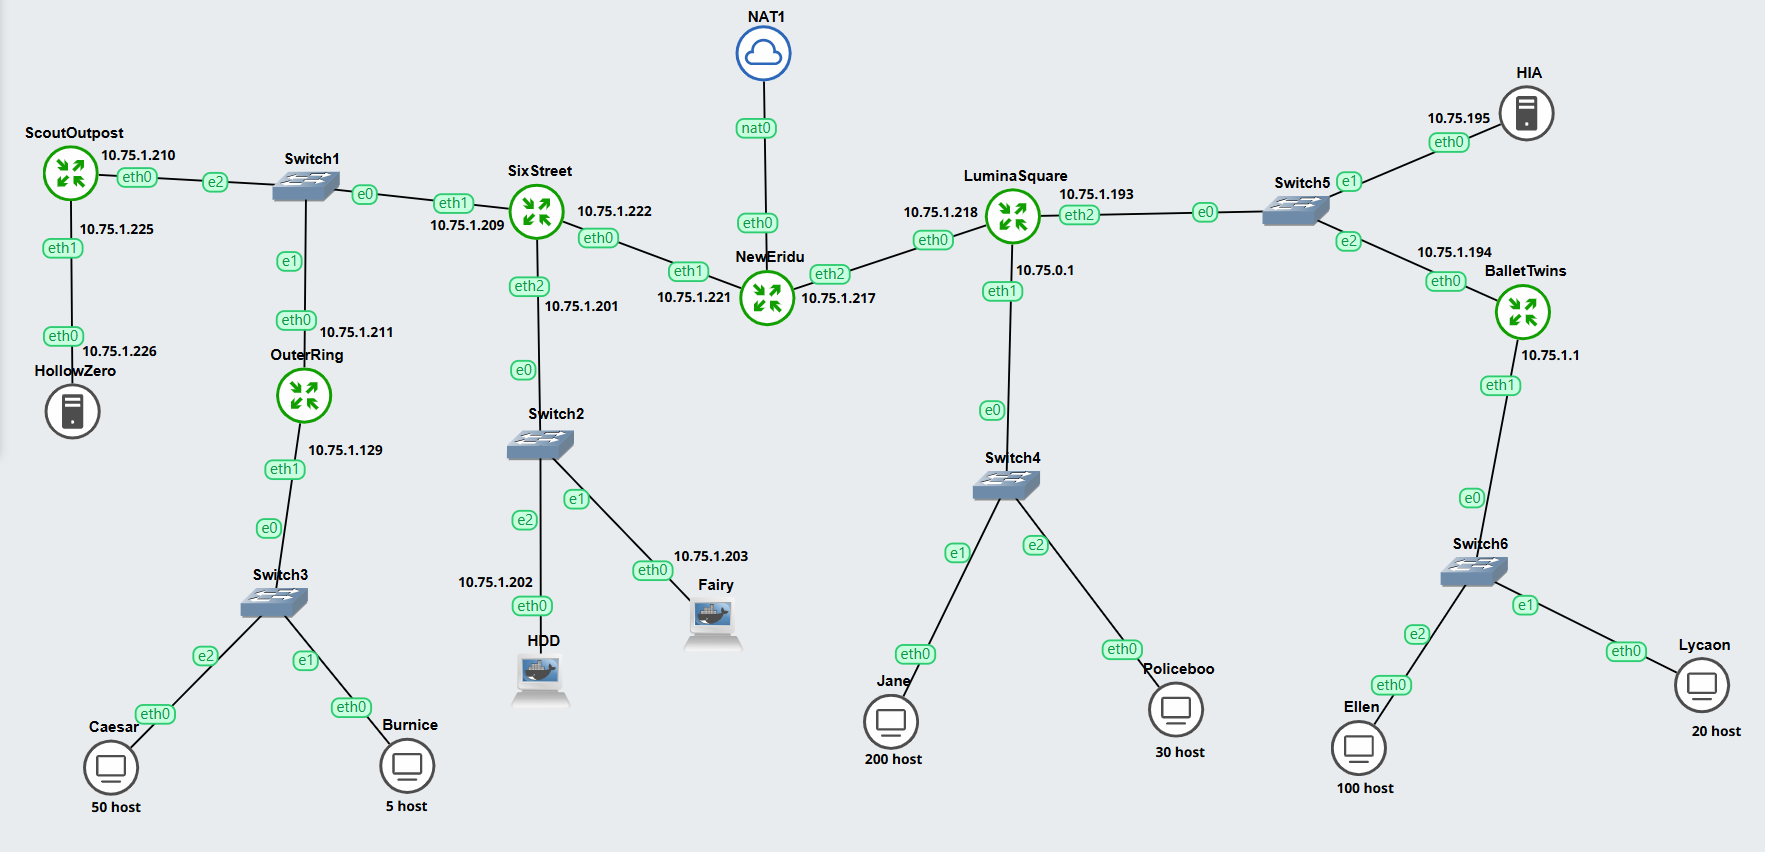 NAT1
nat0
eth0
NewEridu
eth1
10.75.1.221
eth2
10.75.1.217
ScoutOutpost
10.75.1.210
eth0
e2
10.75.1.225
eth1
eth0
10.75.1.226
HollowZero
Switch1
e0
e1
eth0
10.75.1.211
OuterRing
10.75.1.129
eth1
e0
Switch3
e2
e1
eth0
eth0
Caesar
50 host
Burnice
5 host
SixStreet
eth1
10.75.1.209
10.75.1.222
eth0
eth2
10.75.1.201
e0
Switch2
e1
e2
10.75.1.203
eth0
Fairy
10.75.1.202
eth0
HDD
LuminaSquare
10.75.1.218
eth0
10.75.1.193
eth2
e0
10.75.0.1
eth1
e0
Switch4
e1
e2
eth0
eth0
Jane
200 host
Policeboo
30 host
Switch5
e1
e2
HIA
10.75.195
eth0
10.75.1.194
BalletTwins
eth0
10.75.1.1
eth1
e0
Switch6
e1
e2
eth0
eth0
Ellen
100 host
Lycaon
20 host